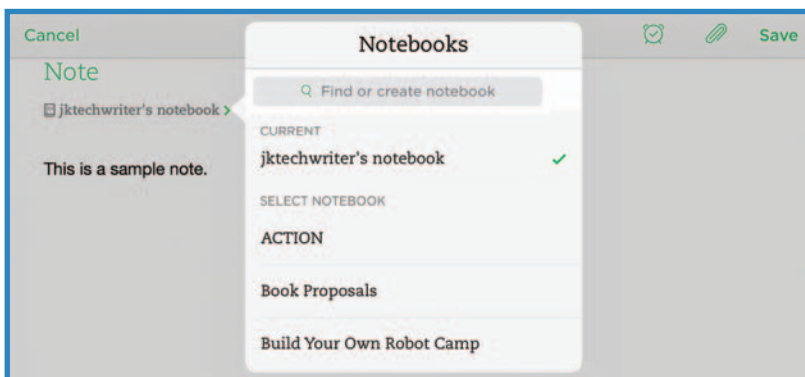 Cancel
Save
Note
jktechwriter's notebook
This is a sample note.
Notebooks
Find or create notebook
CURRENT
jktechwriter's notebook
SELECT NOTEBOOK
ACTION
Book Proposals
Build Your Own Robot Camp